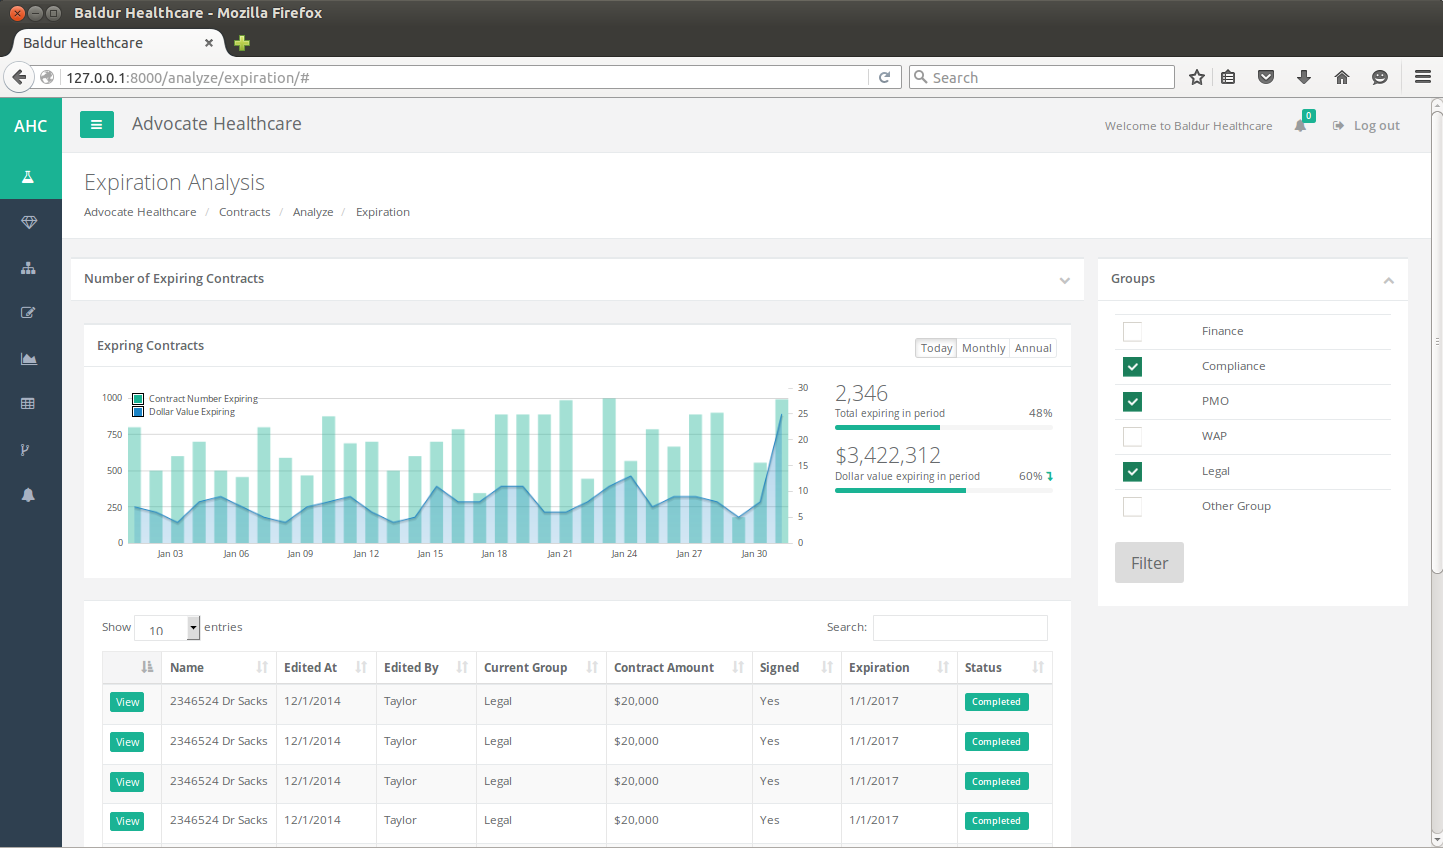 Baldur Healthcare - Mozilla Firefox
Baldur Healthcare
127.0.0.1:8000/analyze/expiration/#
Search
AHC
Advocate Healthcare
Welcome to Baldur Healthcare
0
Log out
Expiration Analysis
Advocate Healthcare / Contracts / Analyze / Expiration
Number of Expiring Contracts
Groups
Finance
Compliance
PMO
WAP
Legal
Other Group
Filter
Expring Contracts
Today Monthly Annual
Contract Number Expiring
Dollar Value Expiring
1000
750
500
250
0
30
25
20
15
10
5
0
Jan 03 Jan 06 Jan 09 Jan 12 Jan 15 Jan 18 Jan 21 Jan 24 Jan 27 Jan 30
2,346
Total expiring in period 48%
$3,422,312
Dollar value expiring in period 60%
Show 10 entries
Search:
Name Edited At Edited By Current Group Contract Amount Signed Expiration Status
View 2346524 Dr Sacks 12/1/2014 Taylor Legal $20,000 Yes 1/1/2017 Completed
View 2346524 Dr Sacks 12/1/2014 Taylor Legal $20,000 Yes 1/1/2017 Completed
View 2346524 Dr Sacks 12/1/2014 Taylor Legal $20,000 Yes 1/1/2017 Completed
View 2346524 Dr Sacks 12/1/2014 Taylor Legal $20,000 Yes 1/1/2017 Completed